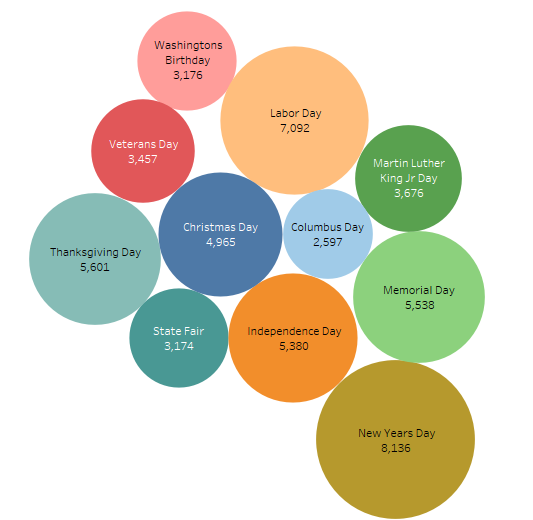 Washingtons
Birthday
3,176
Labor Day
7,092
Veterans Day
3,457
Martin Luther
King Jr Day
3,676
Christmas Day
4,965
Columbus Day
2,597
Thanksgiving Day
5,601
Memorial Day
5,538
State Fair
3,174
Independence Day
5,380
New Years Day
8,136